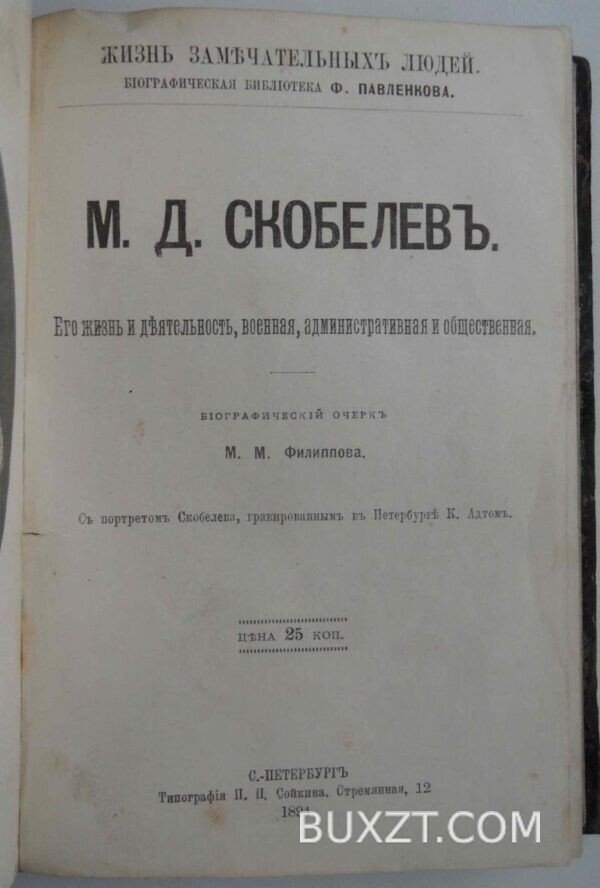 ЖИЗНЬ ЗАМѢЧАТЕЛЬНЫХЪ ЛЮДЕЙ.
БІОГРАФИЧЕСКАЯ БИБЛІОТЕКА Ф. ПАВЛЕНКОВА.
М. Д. СКОБЕЛЕВЪ.
Его жизнь и дѣятельность, военная, административная и общественная.
БІОГРАФИЧЕСКІЙ ОЧЕРКЪ
М. М. Филиппова.
Съ портретомъ Скобелева, гравированнымъ въ Петербургѣ К. Адтомъ.
ЦѢНА 25 КОП.
С.-ПЕТЕРБУРГЪ
Типографія П. П. Сойкина, Стремянная, 12
1894
BUXZT.COM